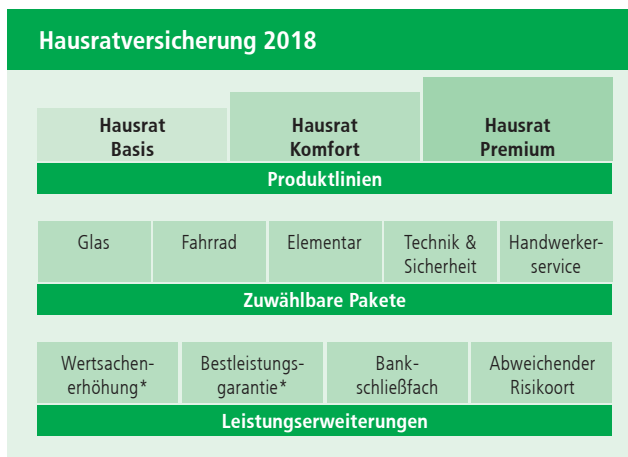 Hausratversicherung 2018
Hausrat
Basis
Hausrat
Komfort
Hausrat
Premium
Produktlinien
Glas
Fahrrad
Elementar
Technik &
Sicherheit
Handwerker-
service
Zuwählbare Pakete
Wertsachen-
erhöhung*
Bestleistungs-
garantie*
Bank-
schließfach
Abweichender
Risikoort
Leistungserweiterungen